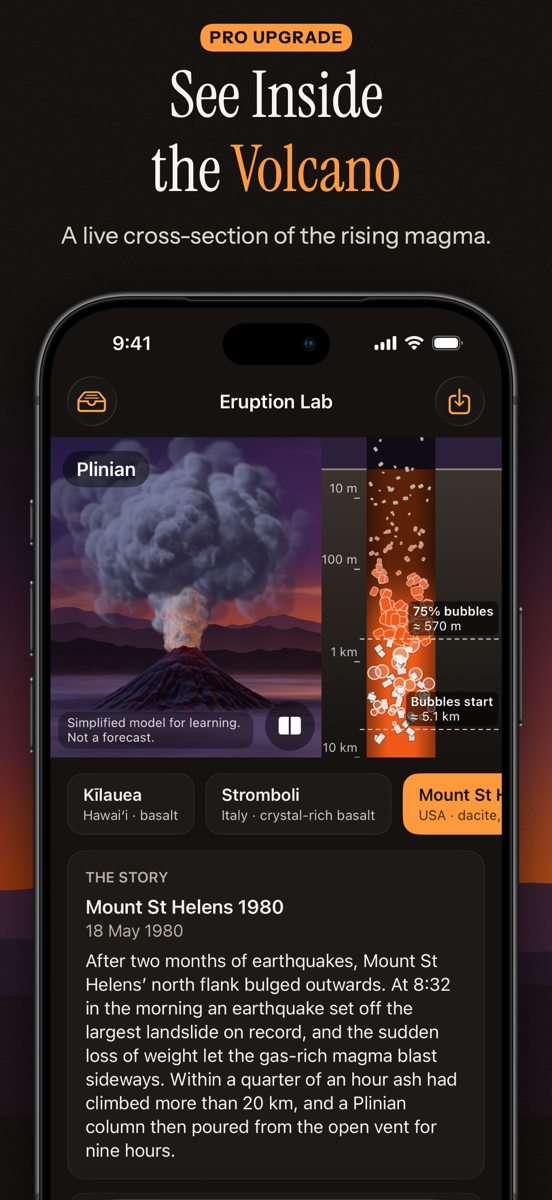 PRO UPGRADE
See Inside
the Volcano
A live cross-section of the rising magma.
9:41
Eruption Lab
Plinian
10 m
100 m
75% bubbles
≈ 570 m
1 km
Bubbles start
≈ 5.1 km
Simplified model for learning.
Not a forecast.
10 km
Kīlauea
Hawaiʻi · basalt
Stromboli
Italy · crystal-rich basalt
Mount St H
USA · dacite,
THE STORY
Mount St Helens 1980
18 May 1980
After two months of earthquakes, Mount St
Helens’ north flank bulged outwards. At 8:32
in the morning an earthquake set off the
largest landslide on record, and the sudden
loss of weight let the gas-rich magma blast
sideways. Within a quarter of an hour ash had
climbed more than 20 km, and a Plinian
column then poured from the open vent for
nine hours.